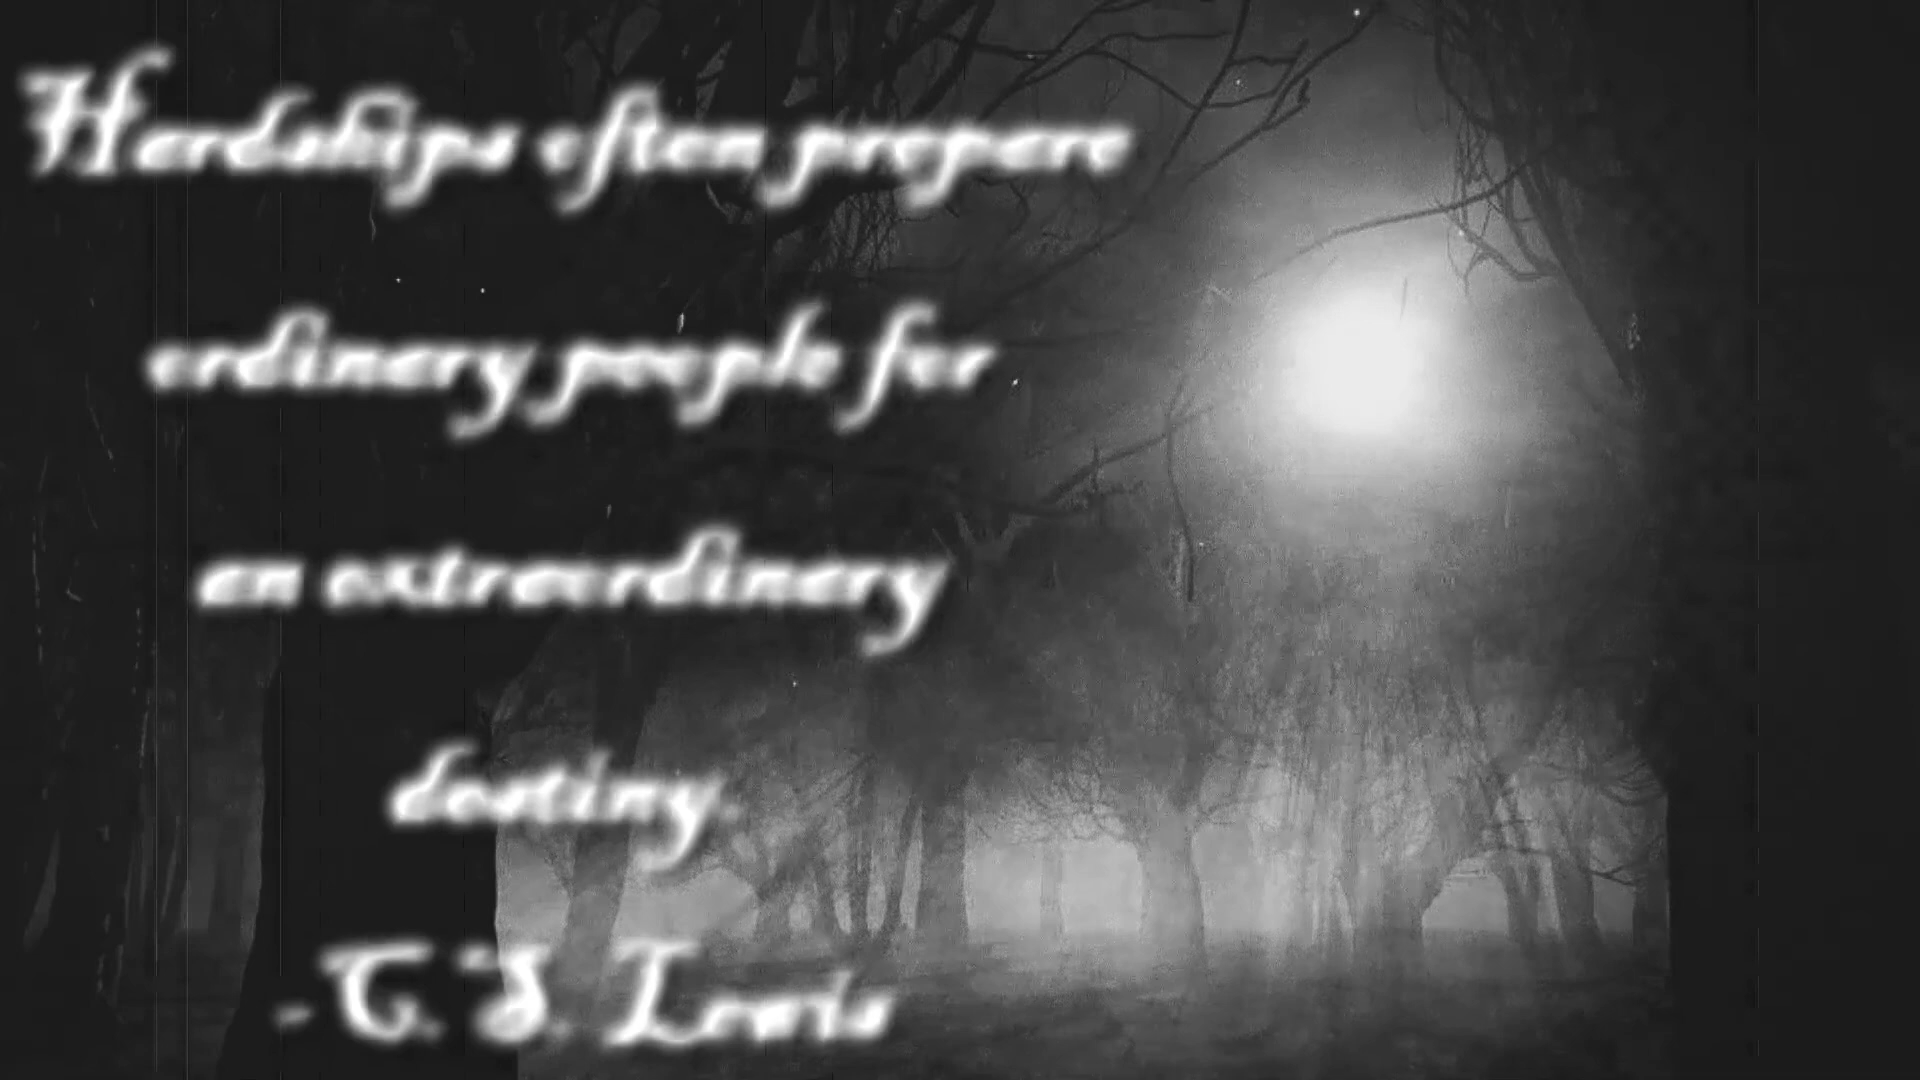 Hardships often prepare
ordinary people for
an extraordinary
destiny.
- C. S. Lewis